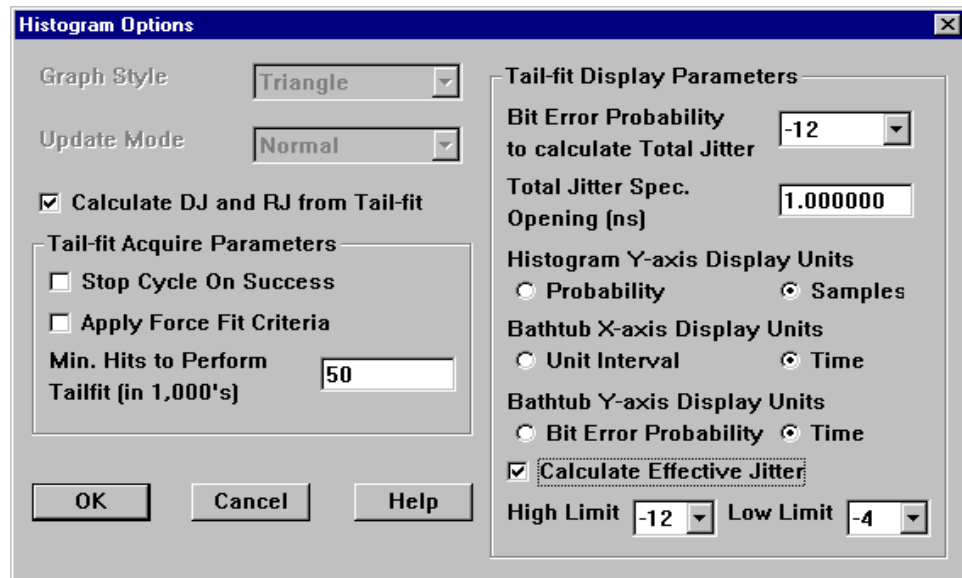 Histogram Options
Graph Style
Triangle
Update Mode
Normal
Calculate DJ and RJ from Tail-fit
Tail-fit Acquire Parameters
Stop Cycle On Success
Apply Force Fit Criteria
Min. Hits to Perform
Tailfit (in 1,000's)
50
OK
Cancel
Help
Tail-fit Display Parameters
Bit Error Probability
to calculate Total Jitter
-12
Total Jitter Spec.
Opening (ns)
1.000000
Histogram Y-axis Display Units
Probability
Samples
Bathtub X-axis Display Units
Unit Interval
Time
Bathtub Y-axis Display Units
Bit Error Probability
Time
Calculate Effective Jitter
High Limit
-12
Low Limit
-4